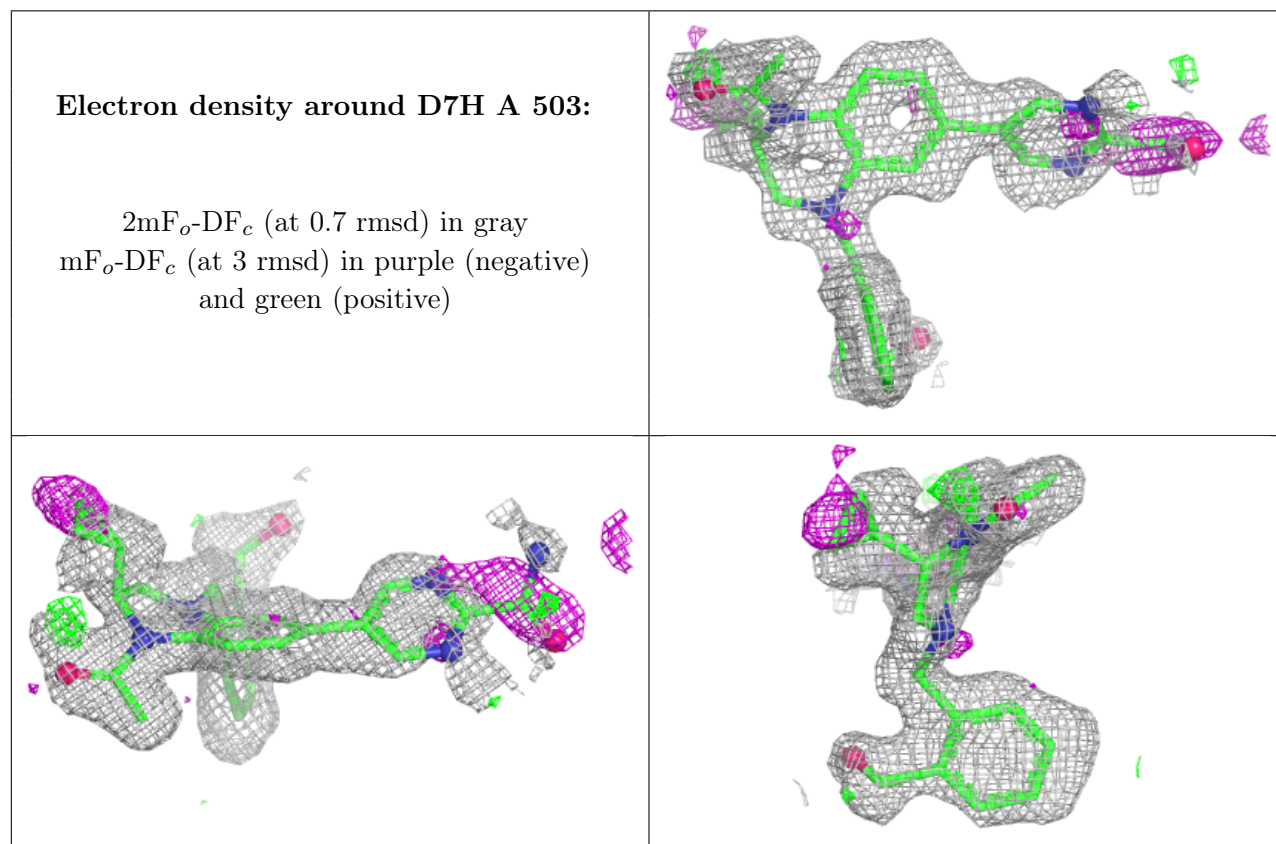 Electron density around D7H A 503:
2mFₒ-DF𝒸 (at 0.7 rmsd) in gray
mFₒ-DF𝒸 (at 3 rmsd) in purple (negative)
and green (positive)